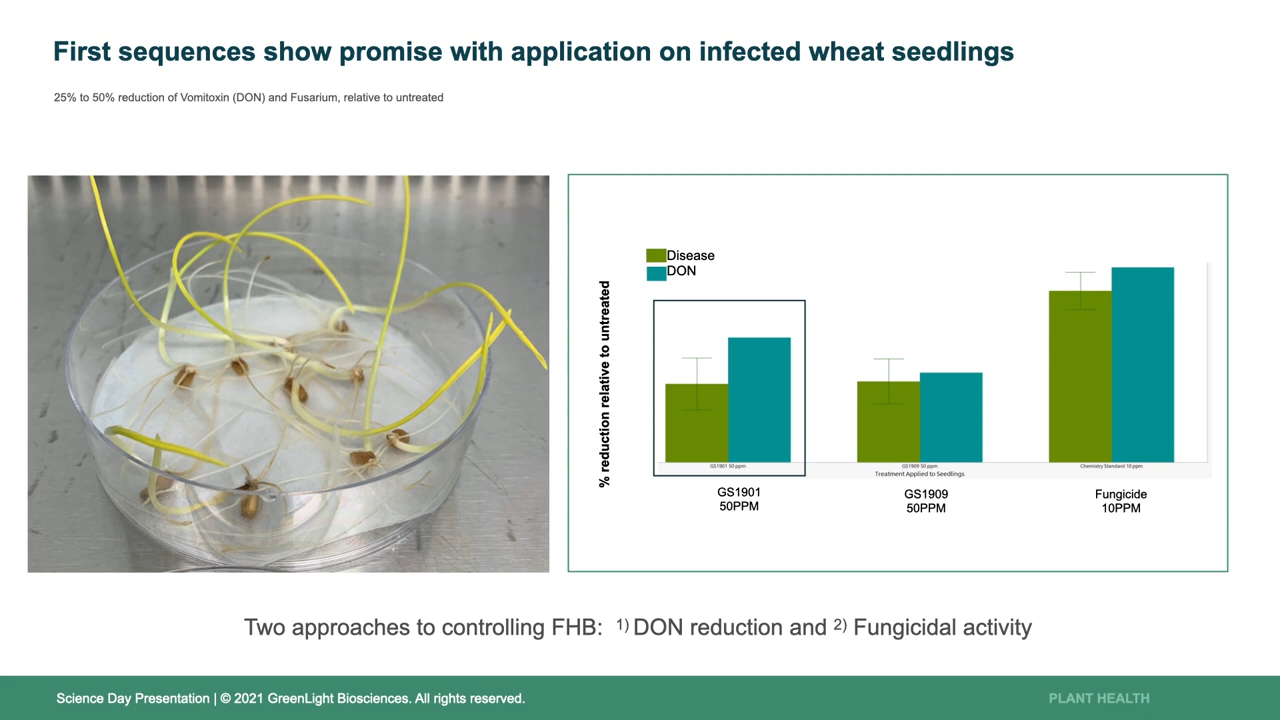 First sequences show promise with application on infected wheat seedlings
25% to 50% reduction of Vomitoxin (DON) and Fusarium, relative to untreated
Disease
DON
% reduction relative to untreated
GS1901 50 ppm
GS1909 50 ppm
Chemistry Standard 10 ppm
Treatment Applied to Seedlings
GS1901
50PPM
GS1909
50PPM
Fungicide
10PPM
Two approaches to controlling FHB: 1) DON reduction and 2) Fungicidal activity
Science Day Presentation | © 2021 GreenLight Biosciences. All rights reserved.
PLANT HEALTH